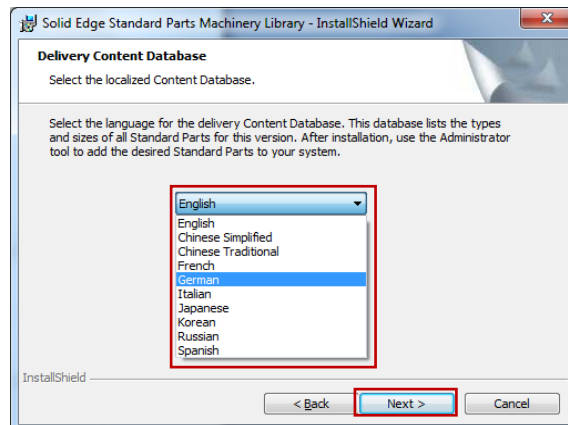 Solid Edge Standard Parts Machinery Library - InstallShield Wizard
Delivery Content Database
Select the localized Content Database.
Select the language for the delivery Content Database. This database lists the types
and sizes of all Standard Parts for this version. After installation, use the Administrator
tool to add the desired Standard Parts to your system.
English
English
Chinese Simplified
Chinese Traditional
French
German
Italian
Japanese
Korean
Russian
Spanish
InstallShield
< Back
Next >
Cancel